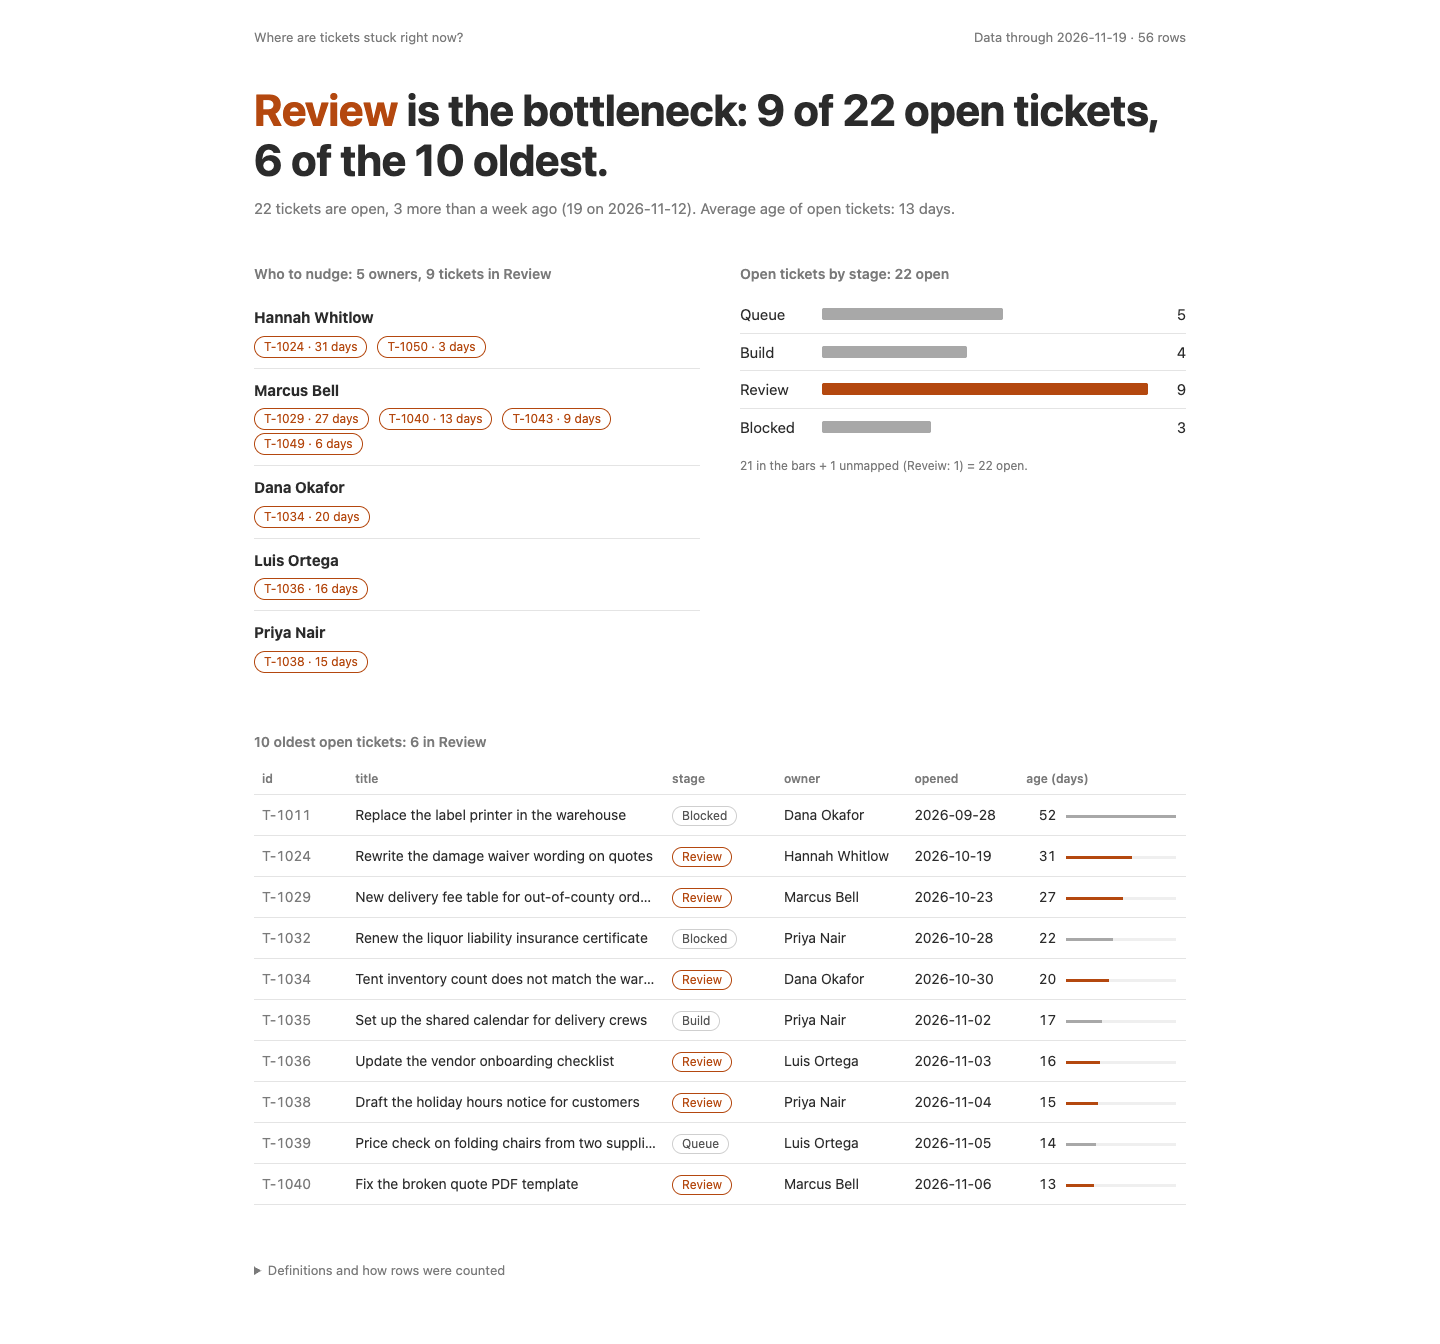 Where are tickets stuck right now?
Data through 2026-11-19 · 56 rows
Review is the bottleneck: 9 of 22 open tickets,
6 of the 10 oldest.
22 tickets are open, 3 more than a week ago (19 on 2026-11-12). Average age of open tickets: 13 days.
Who to nudge: 5 owners, 9 tickets in Review
Hannah Whitlow
T-1024 · 31 days T-1050 · 3 days
Marcus Bell
T-1029 · 27 days T-1040 · 13 days T-1043 · 9 days
T-1049 · 6 days
Dana Okafor
T-1034 · 20 days
Luis Ortega
T-1036 · 16 days
Priya Nair
T-1038 · 15 days
Open tickets by stage: 22 open
Queue 5
Build 4
Review 9
Blocked 3
21 in the bars + 1 unmapped (Reveiw: 1) = 22 open.
10 oldest open tickets: 6 in Review
id title stage owner opened age (days)
T-1011 Replace the label printer in the warehouse Blocked Dana Okafor 2026-09-28 52
T-1024 Rewrite the damage waiver wording on quotes Review Hannah Whitlow 2026-10-19 31
T-1029 New delivery fee table for out-of-county ord... Review Marcus Bell 2026-10-23 27
T-1032 Renew the liquor liability insurance certificate Blocked Priya Nair 2026-10-28 22
T-1034 Tent inventory count does not match the war... Review Dana Okafor 2026-10-30 20
T-1035 Set up the shared calendar for delivery crews Build Priya Nair 2026-11-02 17
T-1036 Update the vendor onboarding checklist Review Luis Ortega 2026-11-03 16
T-1038 Draft the holiday hours notice for customers Review Priya Nair 2026-11-04 15
T-1039 Price check on folding chairs from two suppli... Queue Luis Ortega 2026-11-05 14
T-1040 Fix the broken quote PDF template Review Marcus Bell 2026-11-06 13
Definitions and how rows were counted